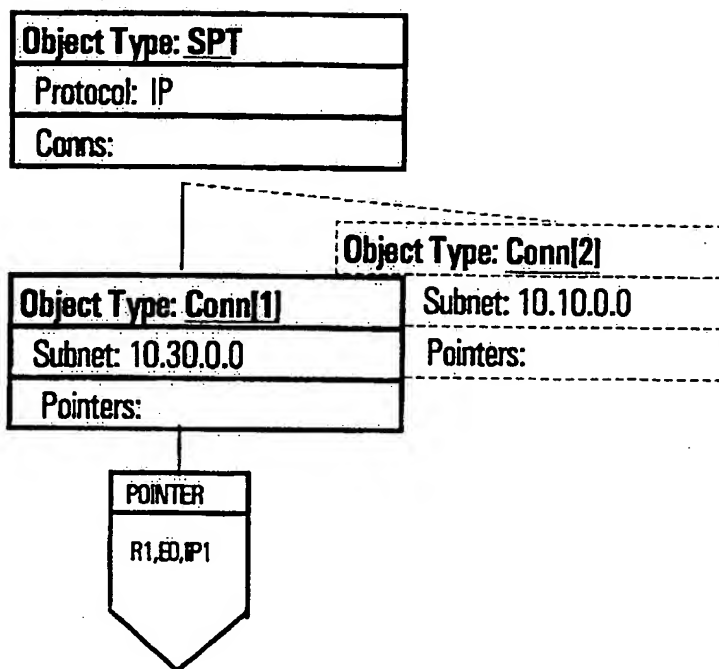 Object Type: SPT
Protocol: IP
Conns:
Object Type: Conn[2]
Subnet: 10.10.0.0
Pointers:
Object Type: Conn[1]
Subnet: 10.30.0.0
Pointers:
POINTER
R1,E0,IP1